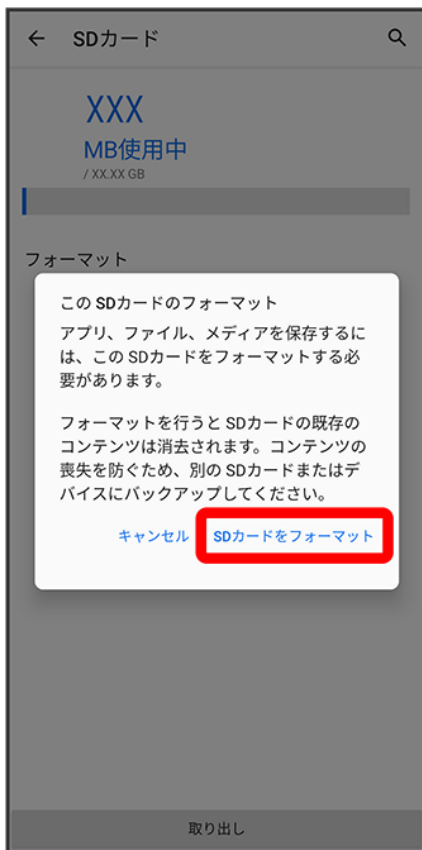 SDカード
XXX
MB使用中
/ XX.XX GB
フォーマット
この SDカードのフォーマット
アプリ、ファイル、メディアを保存するに
は、この SDカードをフォーマットする必
要があります。
フォーマットを行うと SDカードの既存の
コンテンツは消去されます。コンテンツの
喪失を防ぐため、別の SDカードまたはデ
バイスにバックアップしてください。
キャンセル SDカードをフォーマット
取り出し